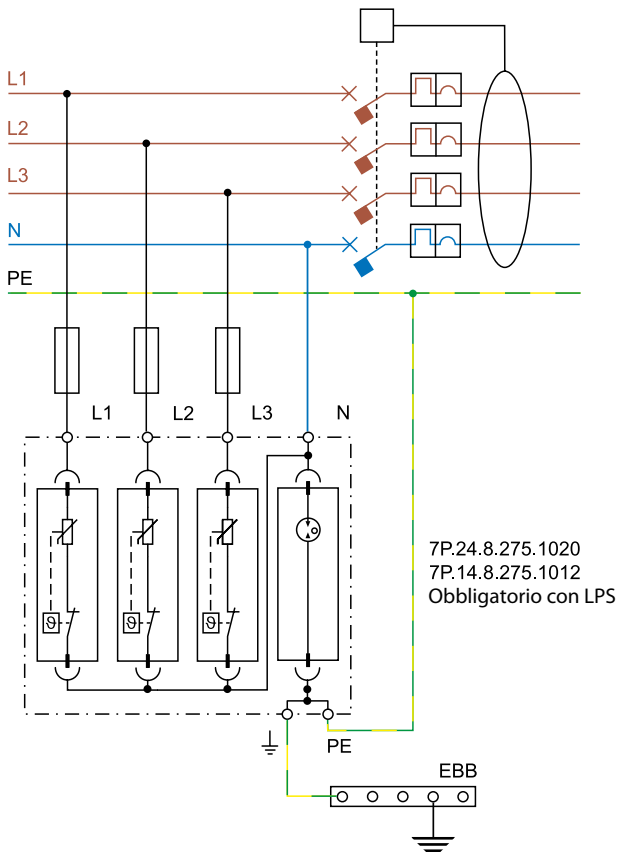 L1
L2
L3
N
PE
L1
L2
L3
N
7P.24.8.275.1020
7P.14.8.275.1012
Obbligatorio con LPS
ϑ
ϑ
ϑ
PE
EBB